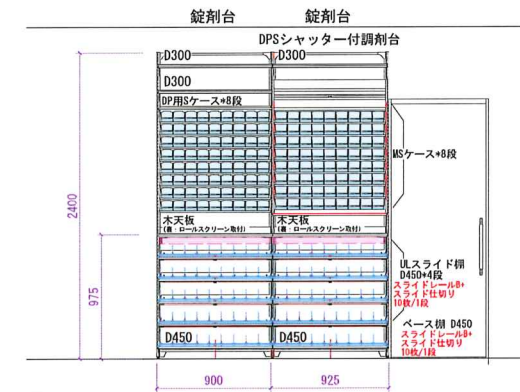 錠剤台 錠剤台
DPSシャッター付調剤台
D300 D300
D300
DP用Sケース*8段
MSケース*8段
2400
木天板 木天板
(裏:ロールスクリーン取付) (裏:ロールスクリーン取付)
975
ULスライド棚
D450*4段
スライドレールB+
スライド仕切り
10枚/1段
ベース棚 D450
スライドレールB+
スライド仕切り
10枚/1段
D450 D450
900 925